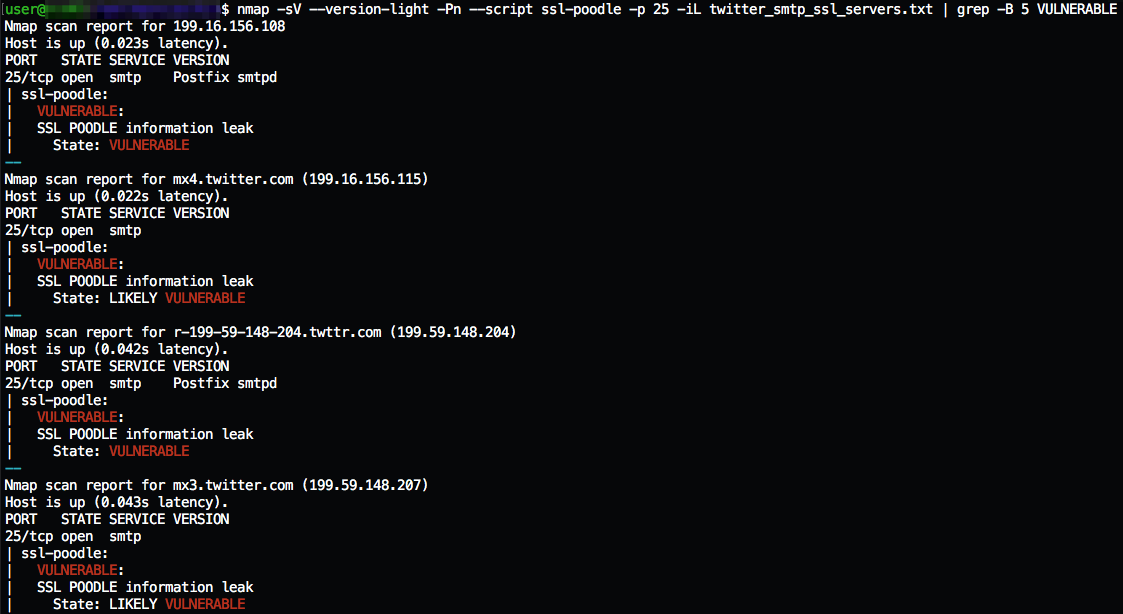 [user@ $ nmap -sV --version-light -Pn --script ssl-poodle -p 25 -iL twitter_smtp_ssl_servers.txt | grep -B 5 VULNERABLE
Nmap scan report for 199.16.156.108
Host is up (0.023s latency).
PORT   STATE SERVICE VERSION
25/tcp open  smtp    Postfix smtpd
| ssl-poodle:
|   VULNERABLE:
|   SSL POODLE information leak
|     State: VULNERABLE
--
Nmap scan report for mx4.twitter.com (199.16.156.115)
Host is up (0.022s latency).
PORT   STATE SERVICE VERSION
25/tcp open  smtp
| ssl-poodle:
|   VULNERABLE:
|   SSL POODLE information leak
|     State: LIKELY VULNERABLE
--
Nmap scan report for r-199-59-148-204.twttr.com (199.59.148.204)
Host is up (0.042s latency).
PORT   STATE SERVICE VERSION
25/tcp open  smtp    Postfix smtpd
| ssl-poodle:
|   VULNERABLE:
|   SSL POODLE information leak
|     State: VULNERABLE
--
Nmap scan report for mx3.twitter.com (199.59.148.207)
Host is up (0.043s latency).
PORT   STATE SERVICE VERSION
25/tcp open  smtp
| ssl-poodle:
|   VULNERABLE:
|   SSL POODLE information leak
|     State: LIKELY VULNERABLE